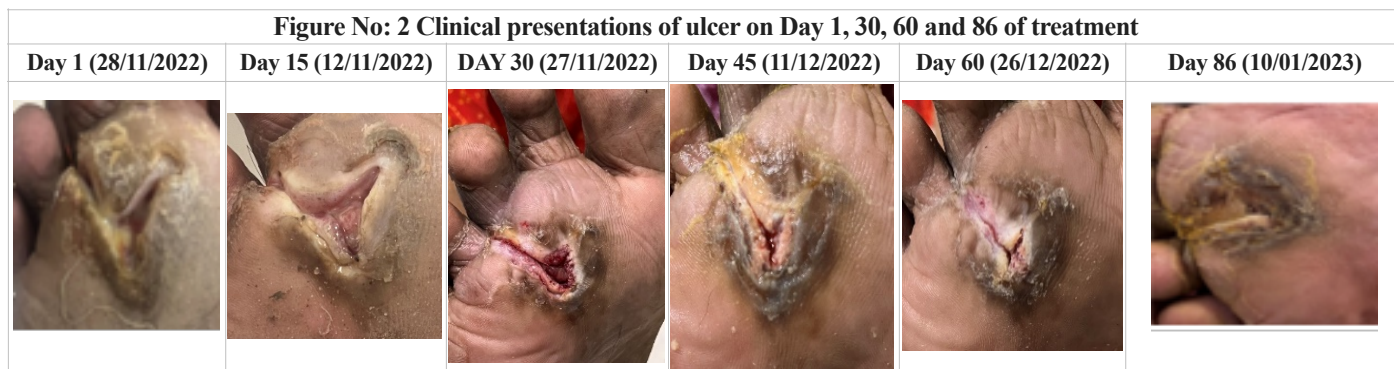 Figure No: 2 Clinical presentations of ulcer on Day 1, 30, 60 and 86 of treatment
Day 1 (28/11/2022) Day 15 (12/11/2022) DAY 30 (27/11/2022) Day 45 (11/12/2022) Day 60 (26/12/2022) Day 86 (10/01/2023)